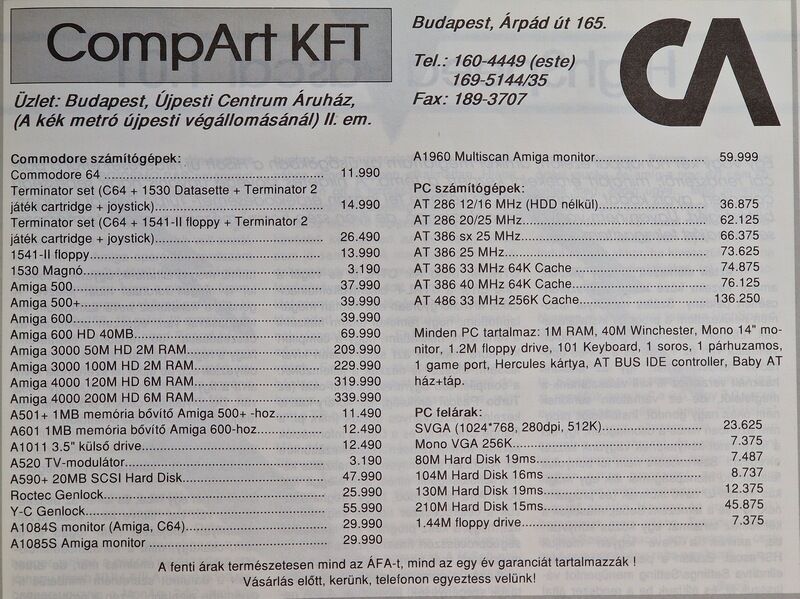 CompArt KFT
Budapest, Árpád út 165.
Tel.: 160-4449 (este)
169-5144/35
Fax: 189-3707
CA
Üzlet: Budapest, Újpesti Centrum Áruház,
(A kék metró újpesti végállomásánál) II. em.
Commodore számítógépek:
Commodore 64 ........ 11.990
Terminator set (C64 + 1530 Datasette + Terminator 2
játék cartridge + joystick)........ 14.990
Terminator set (C64 + 1541-II floppy + Terminator 2
játék cartridge + joystick)........ 26.490
1541-II floppy........ 13.990
1530 Magnó........ 3.190
Amiga 500........ 37.990
Amiga 500+........ 39.990
Amiga 600........ 39.990
Amiga 600 HD 40MB........ 69.990
Amiga 3000 50M HD 2M RAM........ 209.990
Amiga 3000 100M HD 2M RAM........ 229.990
Amiga 4000 120M HD 6M RAM........ 319.990
Amiga 4000 200M HD 6M RAM........ 339.990
A501+ 1MB memória bővítő Amiga 500+ -hoz........ 11.490
A601 1MB memória bővítő Amiga 600-hoz........ 12.490
A1011 3.5" külső drive........ 12.490
A520 TV-modulátor........ 3.190
A590+ 20MB SCSI Hard Disk........ 47.990
Roctec Genlock........ 25.990
Y-C Genlock........ 55.990
A1084S monitor (Amiga, C64)........ 29.990
A1085S Amiga monitor ........ 29.990
A1960 Multiscan Amiga monitor........ 59.999
PC számítógépek:
AT 286 12/16 MHz (HDD nélkül)........ 36.875
AT 286 20/25 MHz........ 62.125
AT 386 sx 25 MHz........ 66.375
AT 386 25 MHz........ 73.625
AT 386 33 MHz 64K Cache ........ 74.875
AT 386 40 MHz 64K Cache ........ 76.125
AT 486 33 MHz 256K Cache........ 136.250
Minden PC tartalmaz: 1M RAM, 40M Winchester, Mono 14" mo-
nitor, 1.2M floppy drive, 101 Keyboard, 1 soros, 1 párhuzamos,
1 game port, Hercules kártya, AT BUS IDE controller, Baby AT
ház+táp.
PC felárak:
SVGA (1024*768, 280dpi, 512K)........ 23.625
Mono VGA 256K........ 7.375
80M Hard Disk 19ms........ 7.487
104M Hard Disk 16ms ........ 8.737
130M Hard Disk 19ms........ 12.375
210M Hard Disk 15ms........ 45.875
1.44M floppy drive........ 7.375
A fenti árak természetesen mind az ÁFA-t, mind az egy év garanciát tartalmazzák !
Vásárlás előtt, kerünk, telefonon egyeztess velünk!